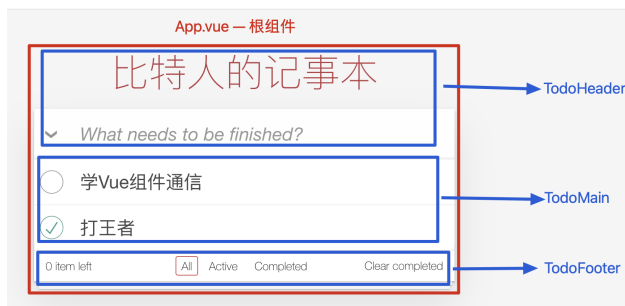 App.vue — 根组件
比特人的记事本
TodoHeader
What needs to be finished?
学Vue组件通信
TodoMain
打王者
0 item left All Active Completed Clear completed
TodoFooter